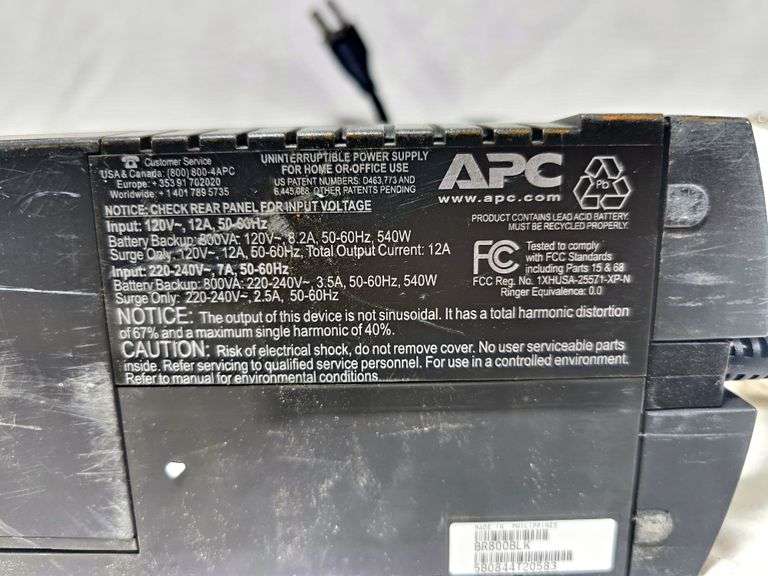 Customer Service
USA & Canada: (800) 800-4APC
Europe: +353 91 702020
Worldwide: +1 401 789 5735
UNINTERRUPTIBLE POWER SUPPLY
FOR HOME OR OFFICE USE
US PATENT NUMBERS: D463,773 AND
6,445,088. OTHER PATENTS PENDING
APC
www.apc.com
Pb
PRODUCT CONTAINS LEAD ACID BATTERY.
MUST BE RECYCLED PROPERLY.
NOTICE: CHECK REAR PANEL FOR INPUT VOLTAGE
Input: 120V~, 12A, 50-60Hz
Battery Backup: 800VA: 120V~, 8.2A, 50-60Hz, 540W
Surge Only: 120V~, 12A, 50-60Hz, Total Output Current: 12A
Input: 220-240V~, 7A, 50-60Hz
Battery Backup: 800VA: 220-240V~, 3.5A, 50-60Hz, 540W
Surge Only: 220-240V~, 2.5A, 50-60Hz
FC
Tested to comply
with FCC Standards
including Parts 15 & 68
FCC Reg. No. 1XHUSA-25571-XP-N
Ringer Equivalence: 0.0
NOTICE: The output of this device is not sinusoidal. It has a total harmonic distortion
of 67% and a maximum single harmonic of 40%.
CAUTION: Risk of electrical shock, do not remove cover. No user serviceable parts
inside. Refer servicing to qualified service personnel. For use in a controlled environment.
Refer to manual for environmental conditions.
MADE IN PHILIPPINES
BR800BLK